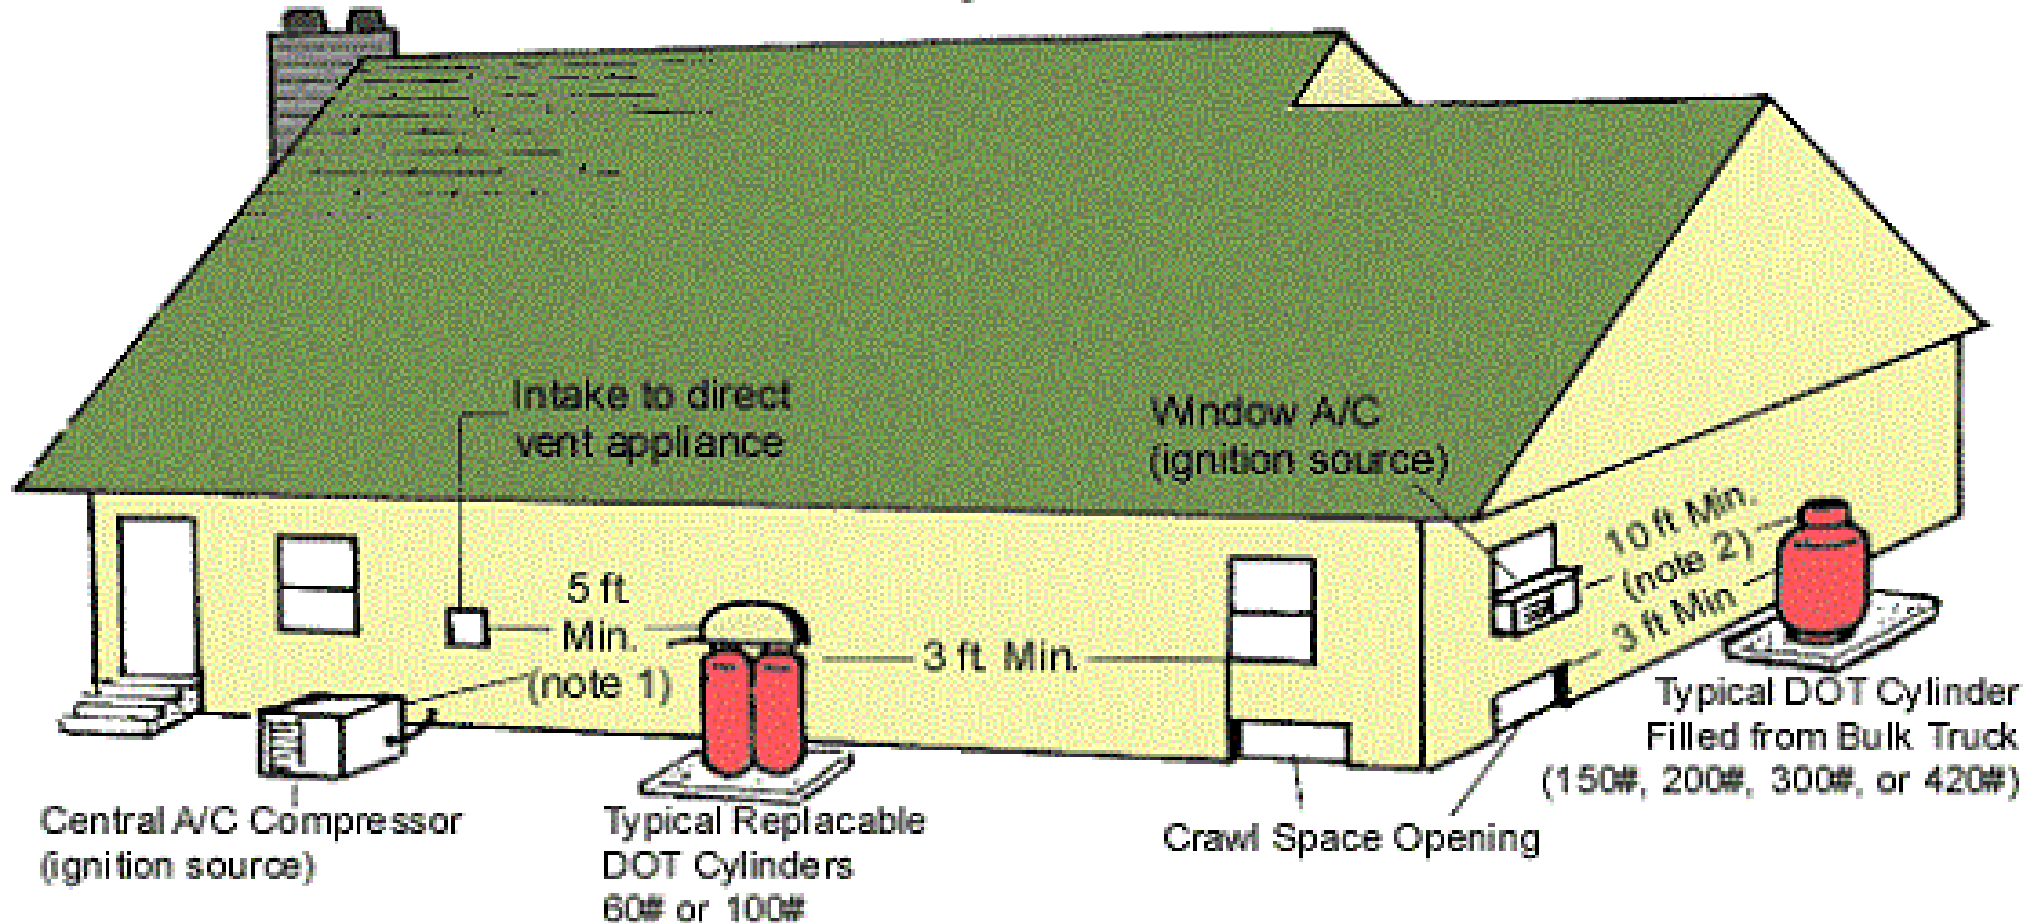 Intake to direct
vent appliance
Window A/C
(ignition source)
5 ft
Min.
(note 1)
3 ft. Min.
10 ft Min.
(note 2)
3 ft Min
Central A/C Compressor
(ignition source)
Typical Replacable
DOT Cylinders
60# or 100#
Crawl Space Opening
Typical DOT Cylinder
Filled from Bulk Truck
(150#, 200#, 300#, or 420#)